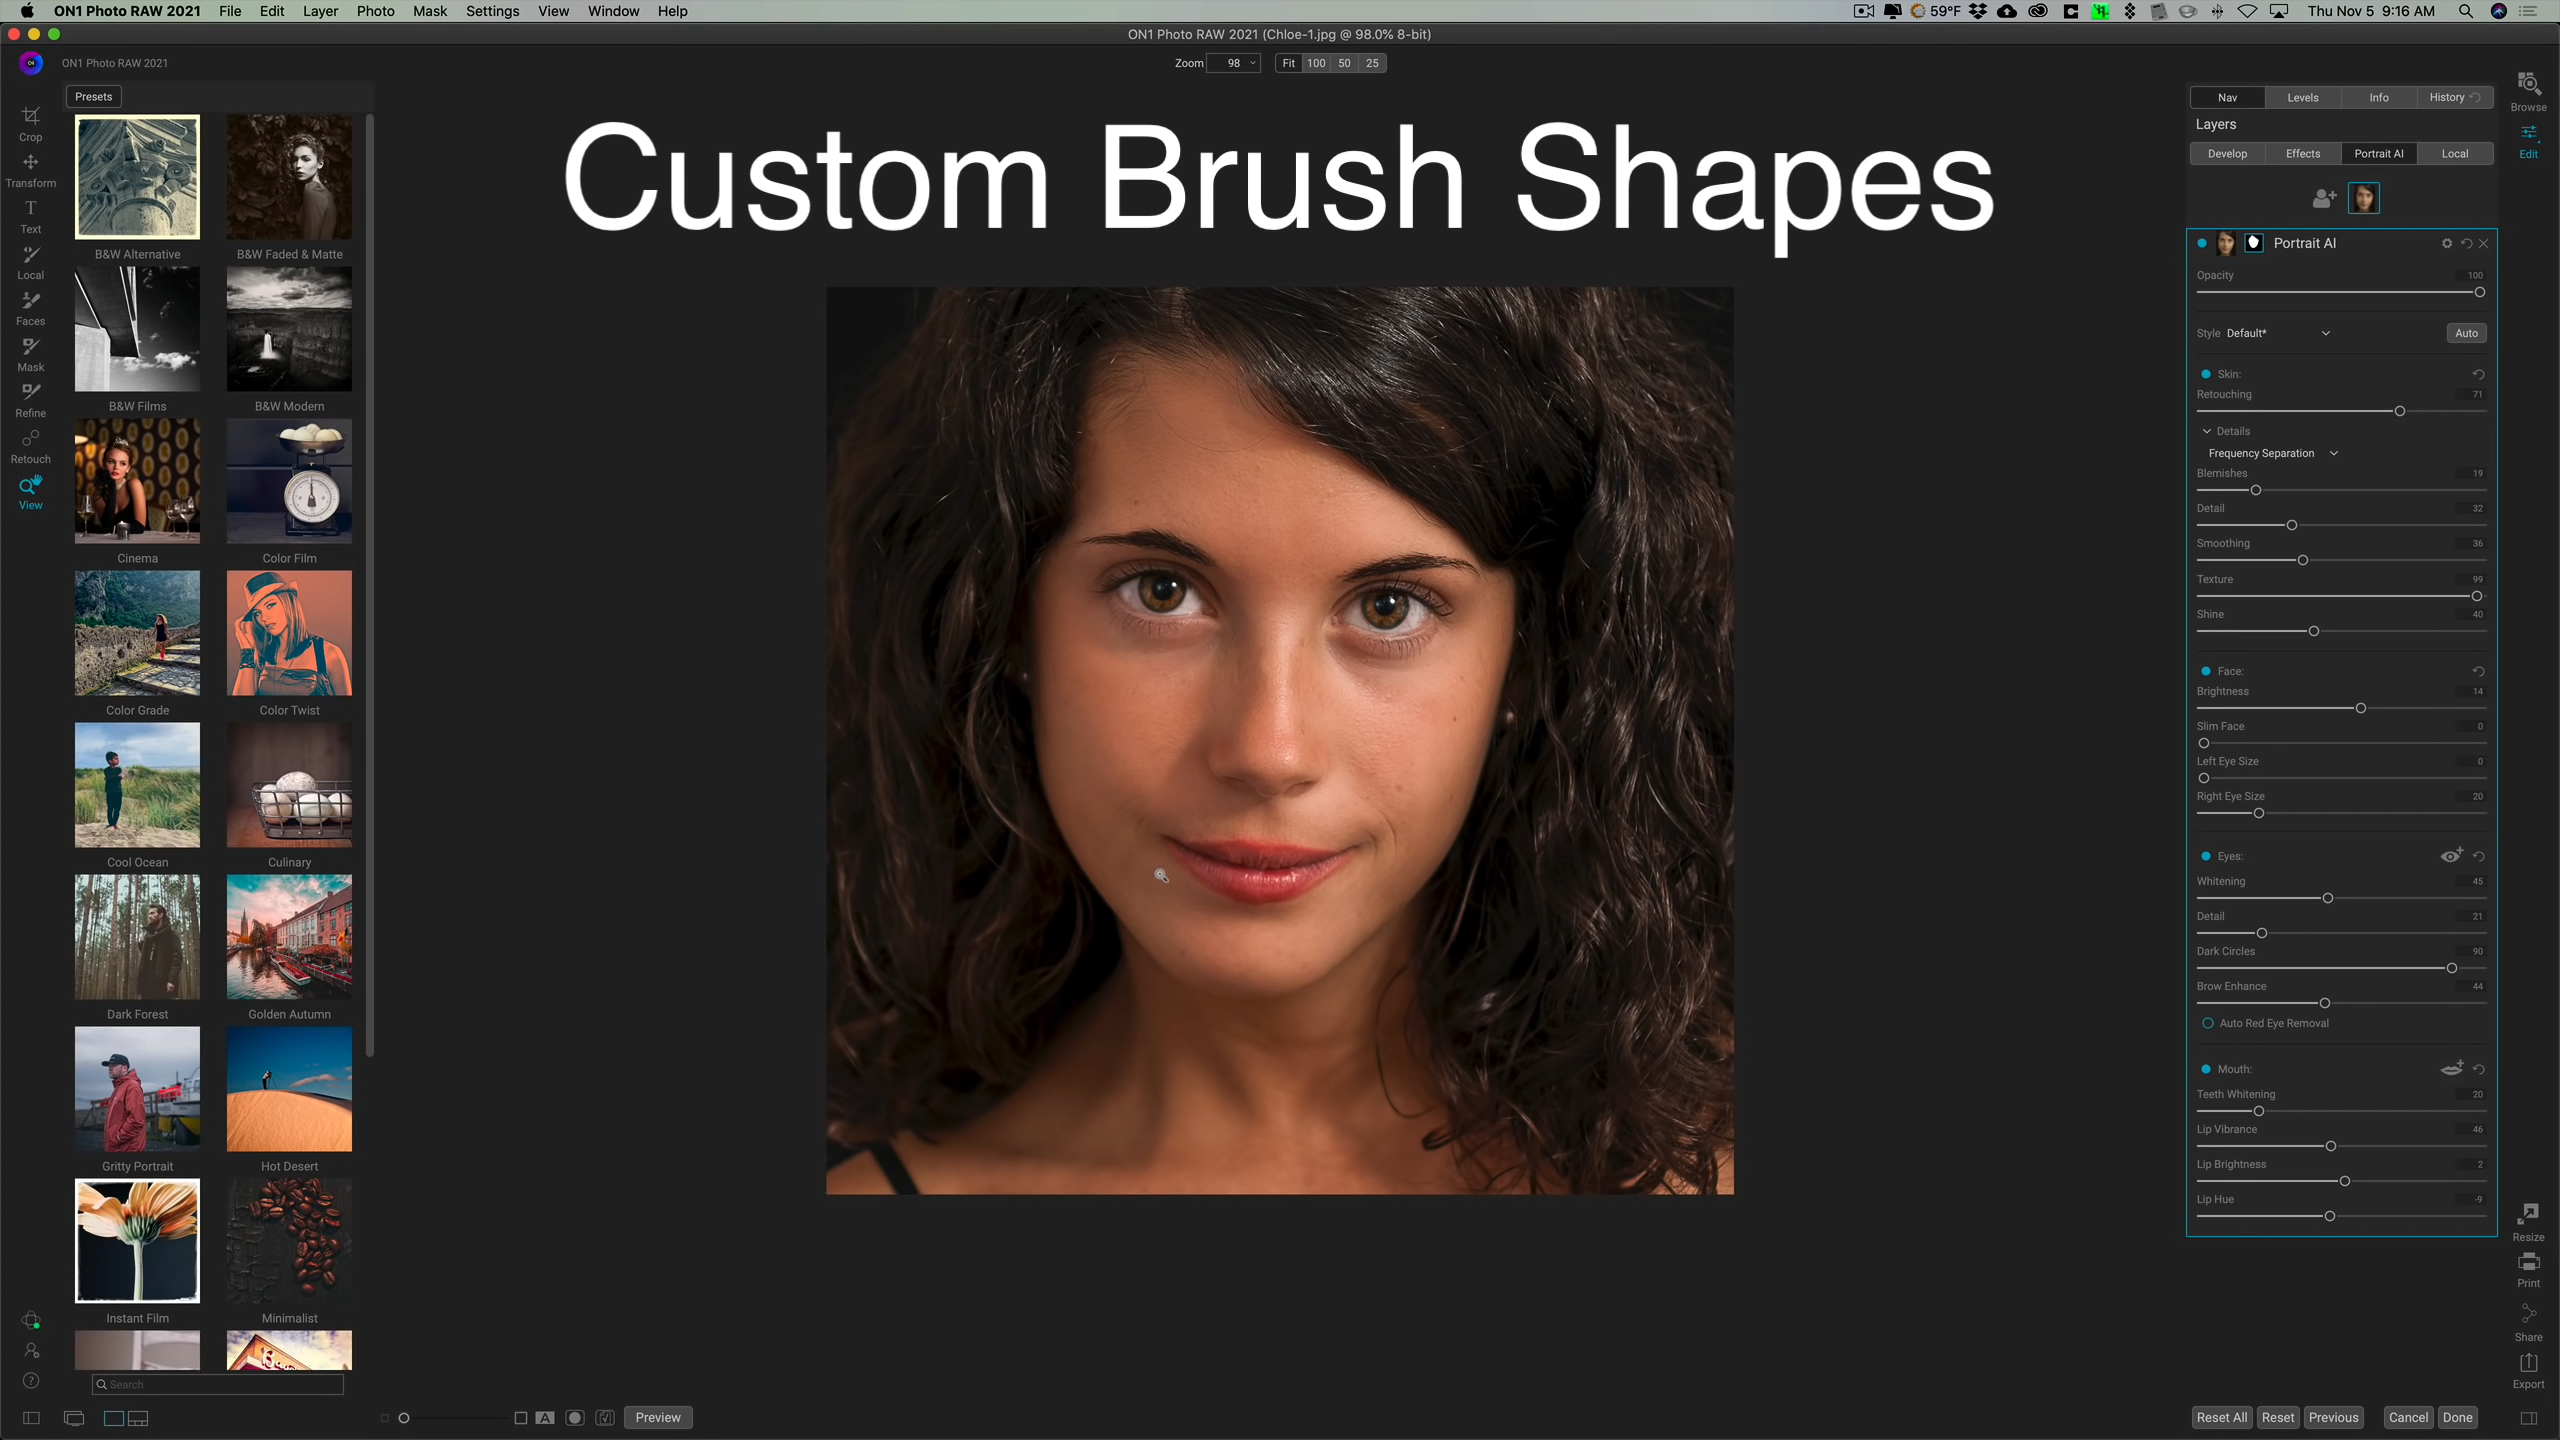 ON1 Photo RAW 2021 File Edit Layer Photo Mask Settings View Window Help 59°F Thu Nov 5 9:16 AM
ON1 Photo RAW 2021 (Chloe-1.jpg @ 98.0% 8-bit)
ON1 Photo RAW 2021 Zoom 98 Fit 100 50 25
Custom Brush Shapes
Crop
Transform
Text
Local
Faces
Mask
Refine
Retouch
View
Presets
B&W Alternative B&W Faded & Matte
B&W Films B&W Modern
Cinema Color Film
Color Grade Color Twist
Cool Ocean Culinary
Dark Forest Golden Autumn
Gritty Portrait Hot Desert
Instant Film Minimalist
Search
A Preview
Nav Levels Info History
Layers
Develop Effects Portrait AI Local
Portrait AI
Opacity 100
Style Default* Auto
Skin:
Retouching 71
Details
Frequency Separation
Blemishes 19
Detail 32
Smoothing 36
Texture 99
Shine 40
Face:
Brightness 14
Slim Face 0
Left Eye Size 0
Right Eye Size 20
Eyes:
Whitening 45
Detail 21
Dark Circles 90
Brow Enhance 44
Auto Red Eye Removal
Mouth:
Teeth Whitening 20
Lip Vibrance 46
Lip Brightness 2
Lip Hue -9
Reset All Reset Previous Cancel Done
Browse
Edit
Resize
Print
Share
Export